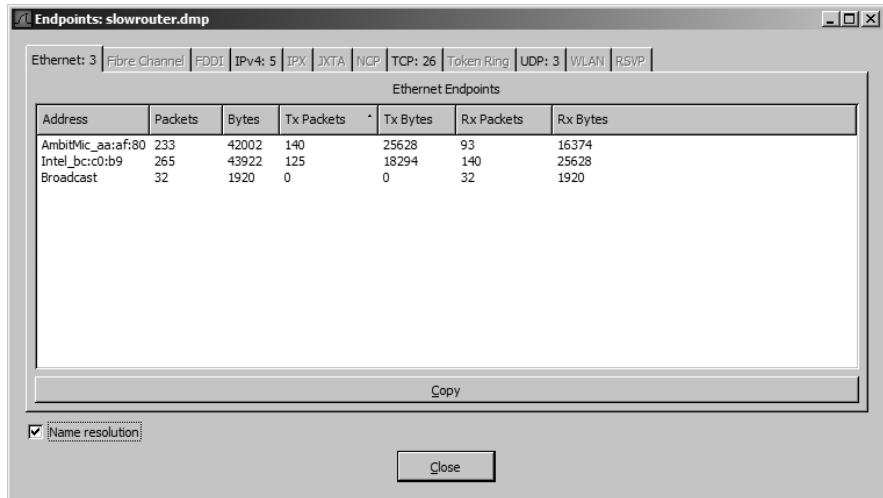 Endpoints: slowrouter.dmp
Ethernet: 3 Fibre Channel FDDI IPv4: 5 IPX JXTA NCP TCP: 26 Token Ring UDP: 3 WLAN RSVP
Ethernet Endpoints
Address Packets Bytes Tx Packets Tx Bytes Rx Packets Rx Bytes
AmbitMic_aa:af:80 233 42002 140 25628 93 16374
Intel_bc:c0:b9 265 43922 125 18294 140 25628
Broadcast 32 1920 0 0 32 1920
Copy
Name resolution
Close